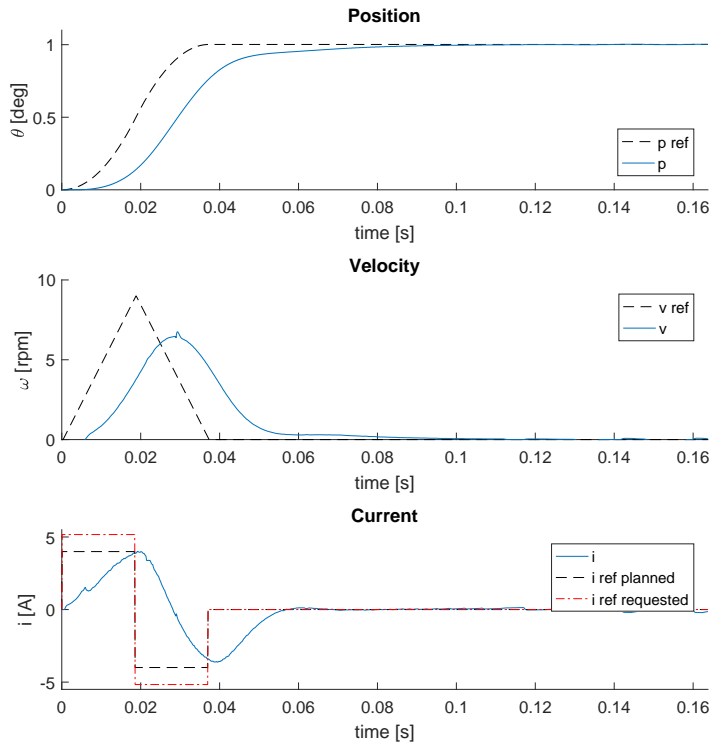 Position
θ [deg]
1
0.5
0
0 0.02 0.04 0.06 0.08 0.1 0.12 0.14 0.16
time [s]
p ref
p
Velocity
ω [rpm]
10
5
0
0 0.02 0.04 0.06 0.08 0.1 0.12 0.14 0.16
time [s]
v ref
v
Current
i [A]
5
0
-5
0 0.02 0.04 0.06 0.08 0.1 0.12 0.14 0.16
time [s]
i
i ref planned
i ref requested